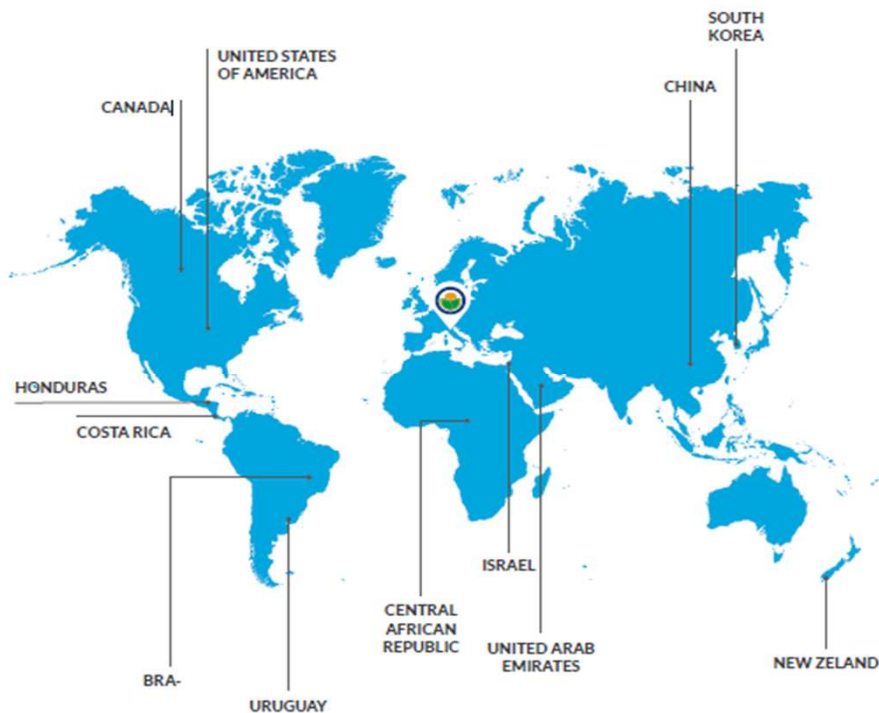 SOUTH
KOREA
UNITED STATES
OF AMERICA
CHINA
CANADA
HONDURAS
COSTA RICA
ISRAEL
CENTRAL
AFRICAN
REPUBLIC
UNITED ARAB
EMIRATES
NEW ZELAND
BRA-
URUGUAY